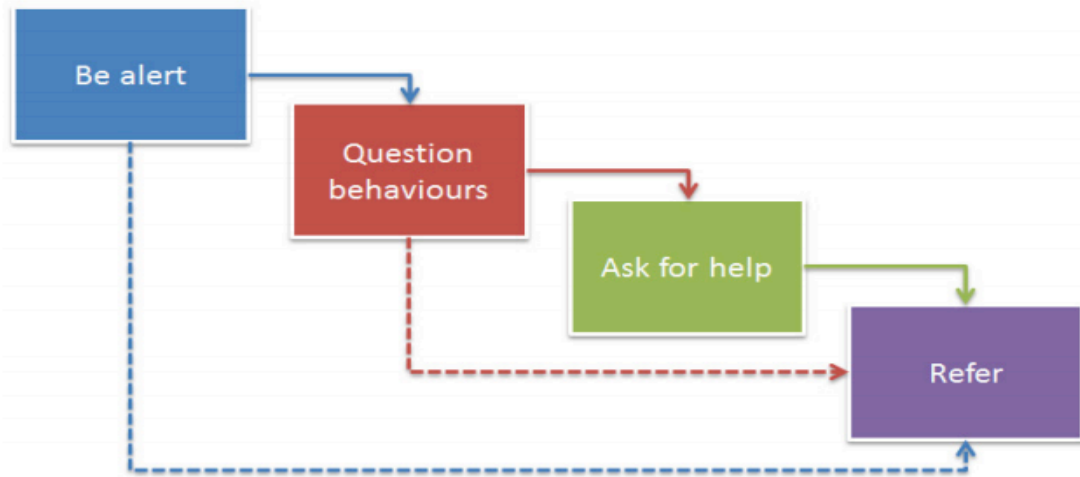 Be alert
Question
behaviours
Ask for help
Refer